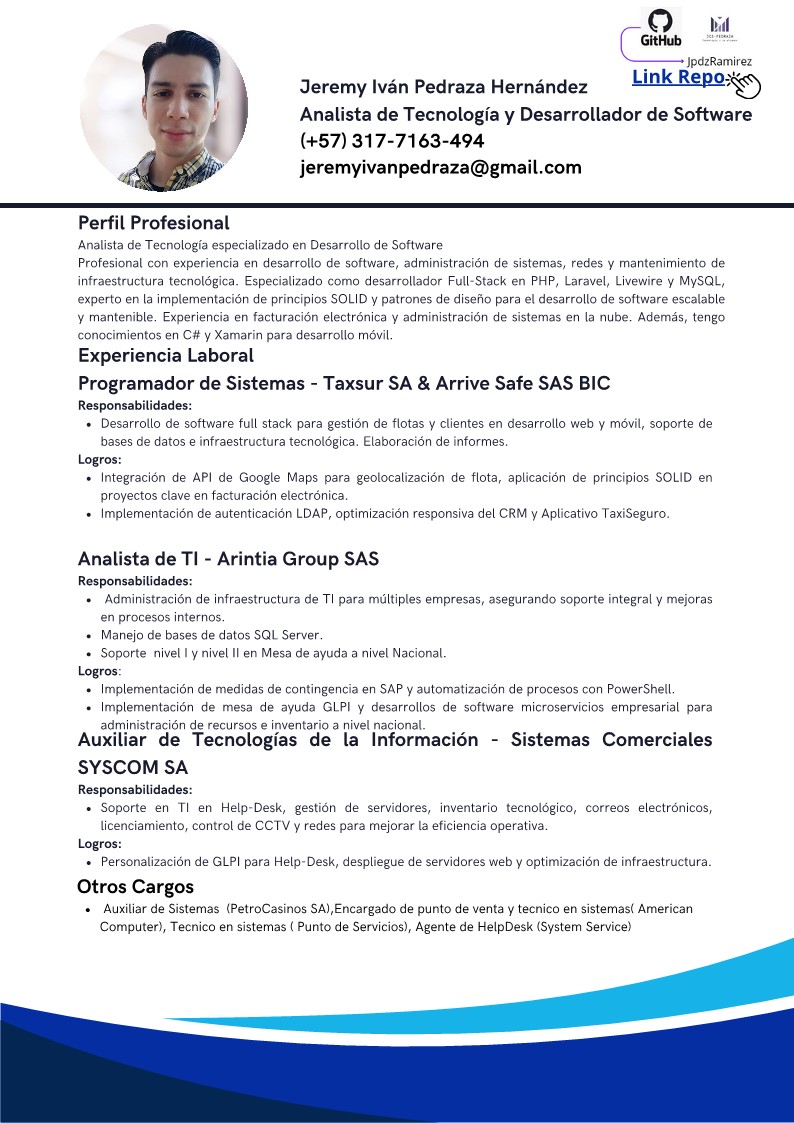 GitHub
JpdzRamirez
Link Repo
Jeremy Iván Pedraza Hernández
Analista de Tecnología y Desarrollador de Software
(+57) 317-7163-494
jeremyivanpedraza@gmail.com
Perfil Profesional
Analista de Tecnología especializado en Desarrollo de Software
Profesional con experiencia en desarrollo de software, administración de sistemas, redes y mantenimiento de
infraestructura tecnológica. Especializado como desarrollador Full-Stack en PHP, Laravel, Livewire y MySQL,
experto en la implementación de principios SOLID y patrones de diseño para el desarrollo de software escalable
y mantenible. Experiencia en facturación electrónica y administración de sistemas en la nube. Además, tengo
conocimientos en C# y Xamarin para desarrollo móvil.
Experiencia Laboral
Programador de Sistemas - Taxsur SA & Arrive Safe SAS BIC
Responsabilidades:
• Desarrollo de software full stack para gestión de flotas y clientes en desarrollo web y móvil, soporte de
bases de datos e infraestructura tecnológica. Elaboración de informes.
Logros:
• Integración de API de Google Maps para geolocalización de flota, aplicación de principios SOLID en
proyectos clave en facturación electrónica.
• Implementación de autenticación LDAP, optimización responsiva del CRM y Aplicativo TaxiSeguro.
Analista de TI - Arintia Group SAS
Responsabilidades:
• Administración de infraestructura de TI para múltiples empresas, asegurando soporte integral y mejoras
en procesos internos.
• Manejo de bases de datos SQL Server.
• Soporte nivel I y nivel II en Mesa de ayuda a nivel Nacional.
Logros:
• Implementación de medidas de contingencia en SAP y automatización de procesos con PowerShell.
• Implementación de mesa de ayuda GLPI y desarrollos de software microservicios empresarial para
administración de recursos e inventario a nivel nacional.
Auxiliar de Tecnologías de la Información - Sistemas Comerciales
SYSCOM SA
Responsabilidades:
• Soporte en TI en Help-Desk, gestión de servidores, inventario tecnológico, correos electrónicos,
licenciamiento, control de CCTV y redes para mejorar la eficiencia operativa.
Logros:
• Personalización de GLPI para Help-Desk, despliegue de servidores web y optimización de infraestructura.
Otros Cargos
• Auxiliar de Sistemas (PetroCasinos SA),Encargado de punto de venta y tecnico en sistemas( American
Computer), Tecnico en sistemas ( Punto de Servicios), Agente de HelpDesk (System Service)